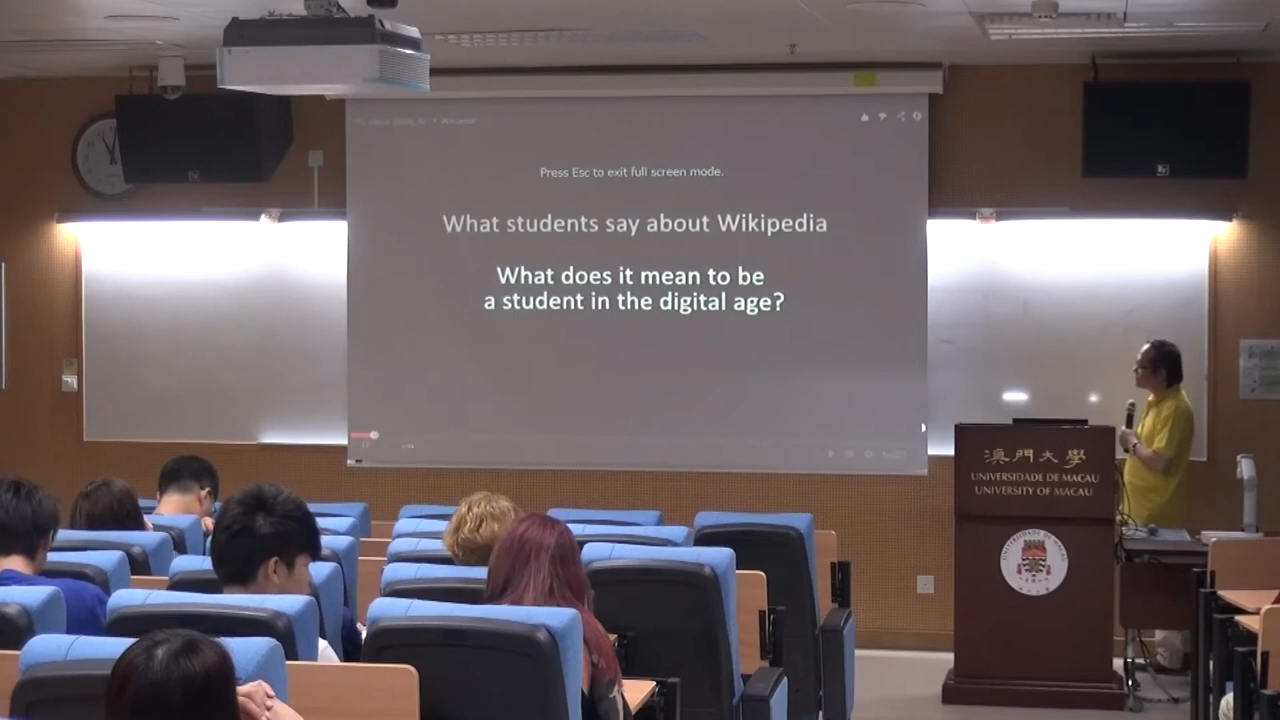 Press Esc to exit full screen mode.
What students say about Wikipedia
What does it mean to be
a student in the digital age?
澳門大學
UNIVERSIDADE DE MACAU
UNIVERSITY OF MACAU